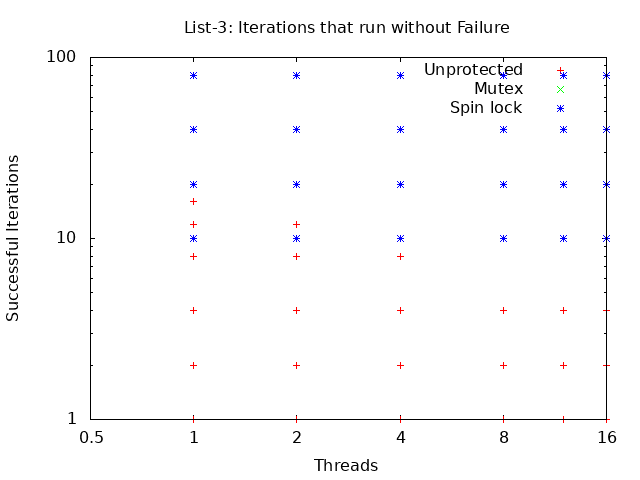 List-3: Iterations that run without Failure
100
10
1
Successful Iterations
Unprotected
Mutex
Spin lock
0.5 1 2 4 8 16
Threads